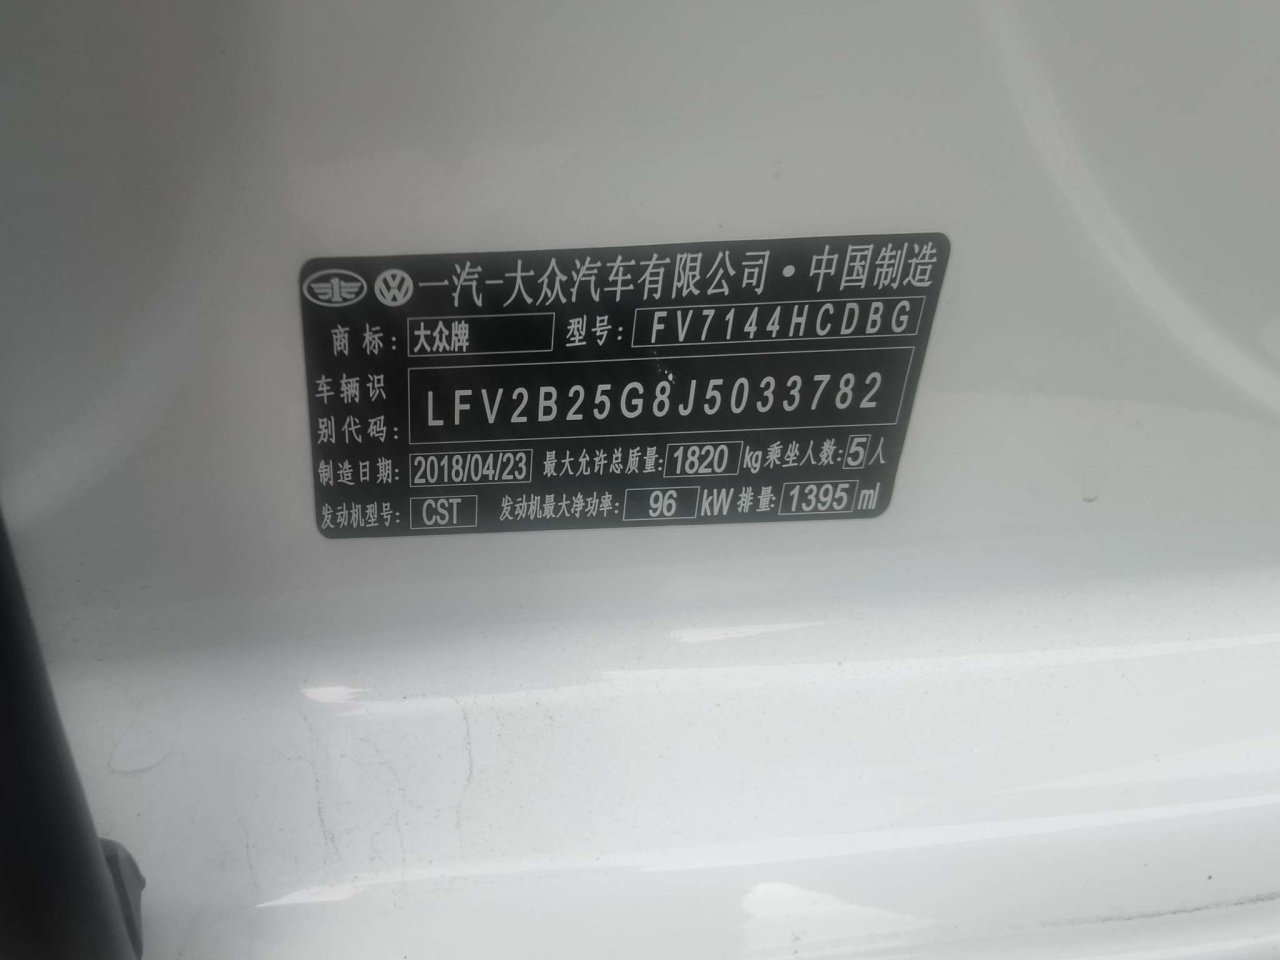 一汽-大众汽车有限公司·中国制造
商标: 大众牌 型号: FV7144HCDBG
车辆识
别代码: LFV2B25G8J5033782
制造日期: 2018/04/23 最大允许总质量: 1820 kg 乘坐人数: 5 人
发动机型号: CST 发动机最大净功率: 96 kW 排量: 1395 ml